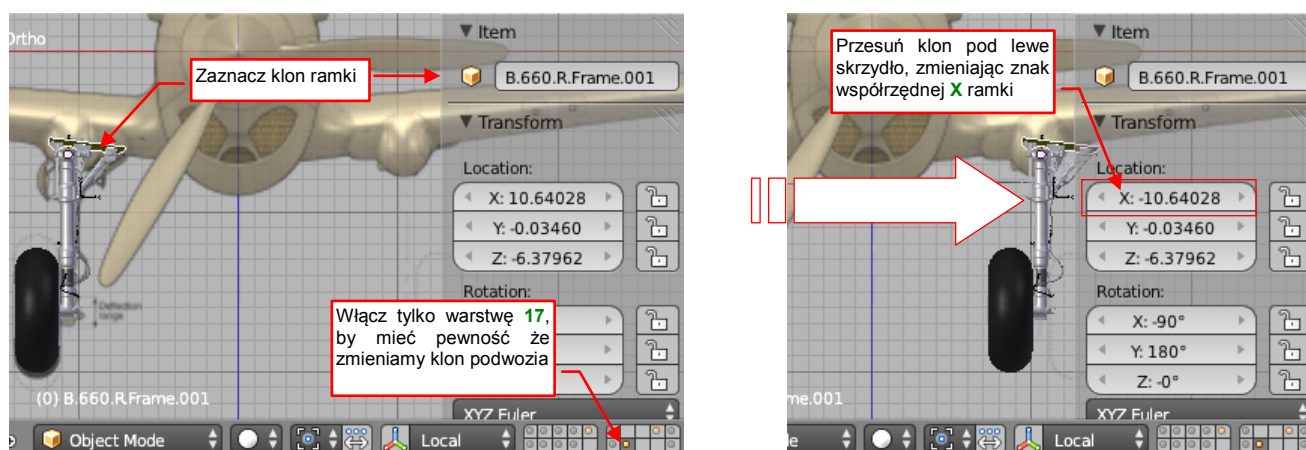 Ortho
Zaznacz klon ramki
Item
B.660.R.Frame.001
Transform
Location:
X: 10.64028
Y: -0.03460
Z: -6.37962
Rotation:
Deflection
range
Włącz tylko warstwę 17,
by mieć pewność że
zmieniamy klon podwozia
(0) B.660.R.Frame.001
XYZ Euler
Object Mode
Local
Przesuń klon pod lewe
skrzydło, zmieniając znak
współrzędnej X ramki
Item
B.660.R.Frame.001
Transform
Location:
X: -10.64028
Y: -0.03460
Z: -6.37962
Rotation:
X: -90°
Y: 180°
Z: -0°
me.001
XYZ Euler
Local